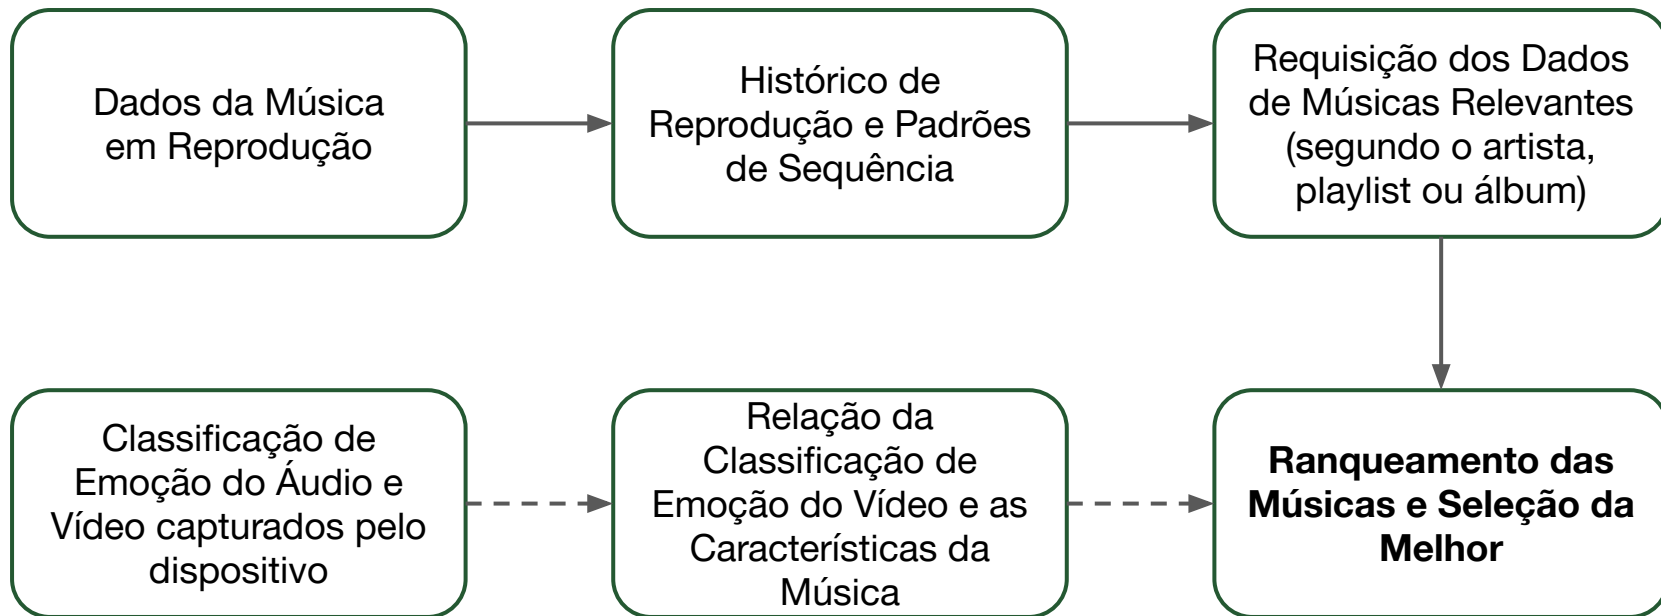 Dados da Música
em Reprodução
Histórico de
Reprodução e Padrões
de Sequência
Requisição dos Dados
de Músicas Relevantes
(segundo o artista,
playlist ou álbum)
Classificação de
Emoção do Áudio e
Vídeo capturados pelo
dispositivo
Relação da
Classificação de
Emoção do Vídeo e as
Características da
Música
Ranqueamento das
Músicas e Seleção da
Melhor